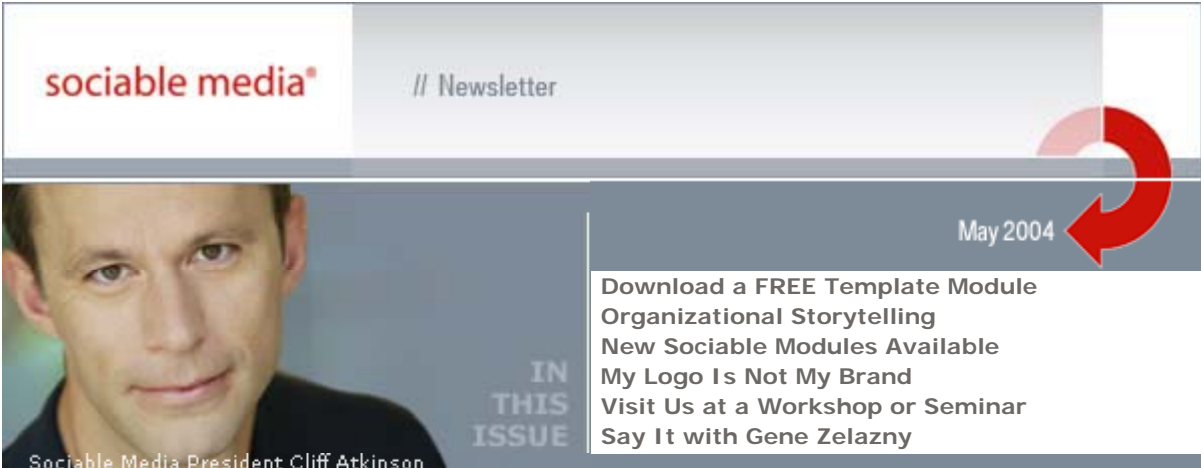 sociable media®
// Newsletter
May 2004
Download a FREE Template Module
Organizational Storytelling
New Sociable Modules Available
My Logo Is Not My Brand
Visit Us at a Workshop or Seminar
Say It with Gene Zelazny
IN
THIS
ISSUE
Sociable Media President Cliff Atkinson